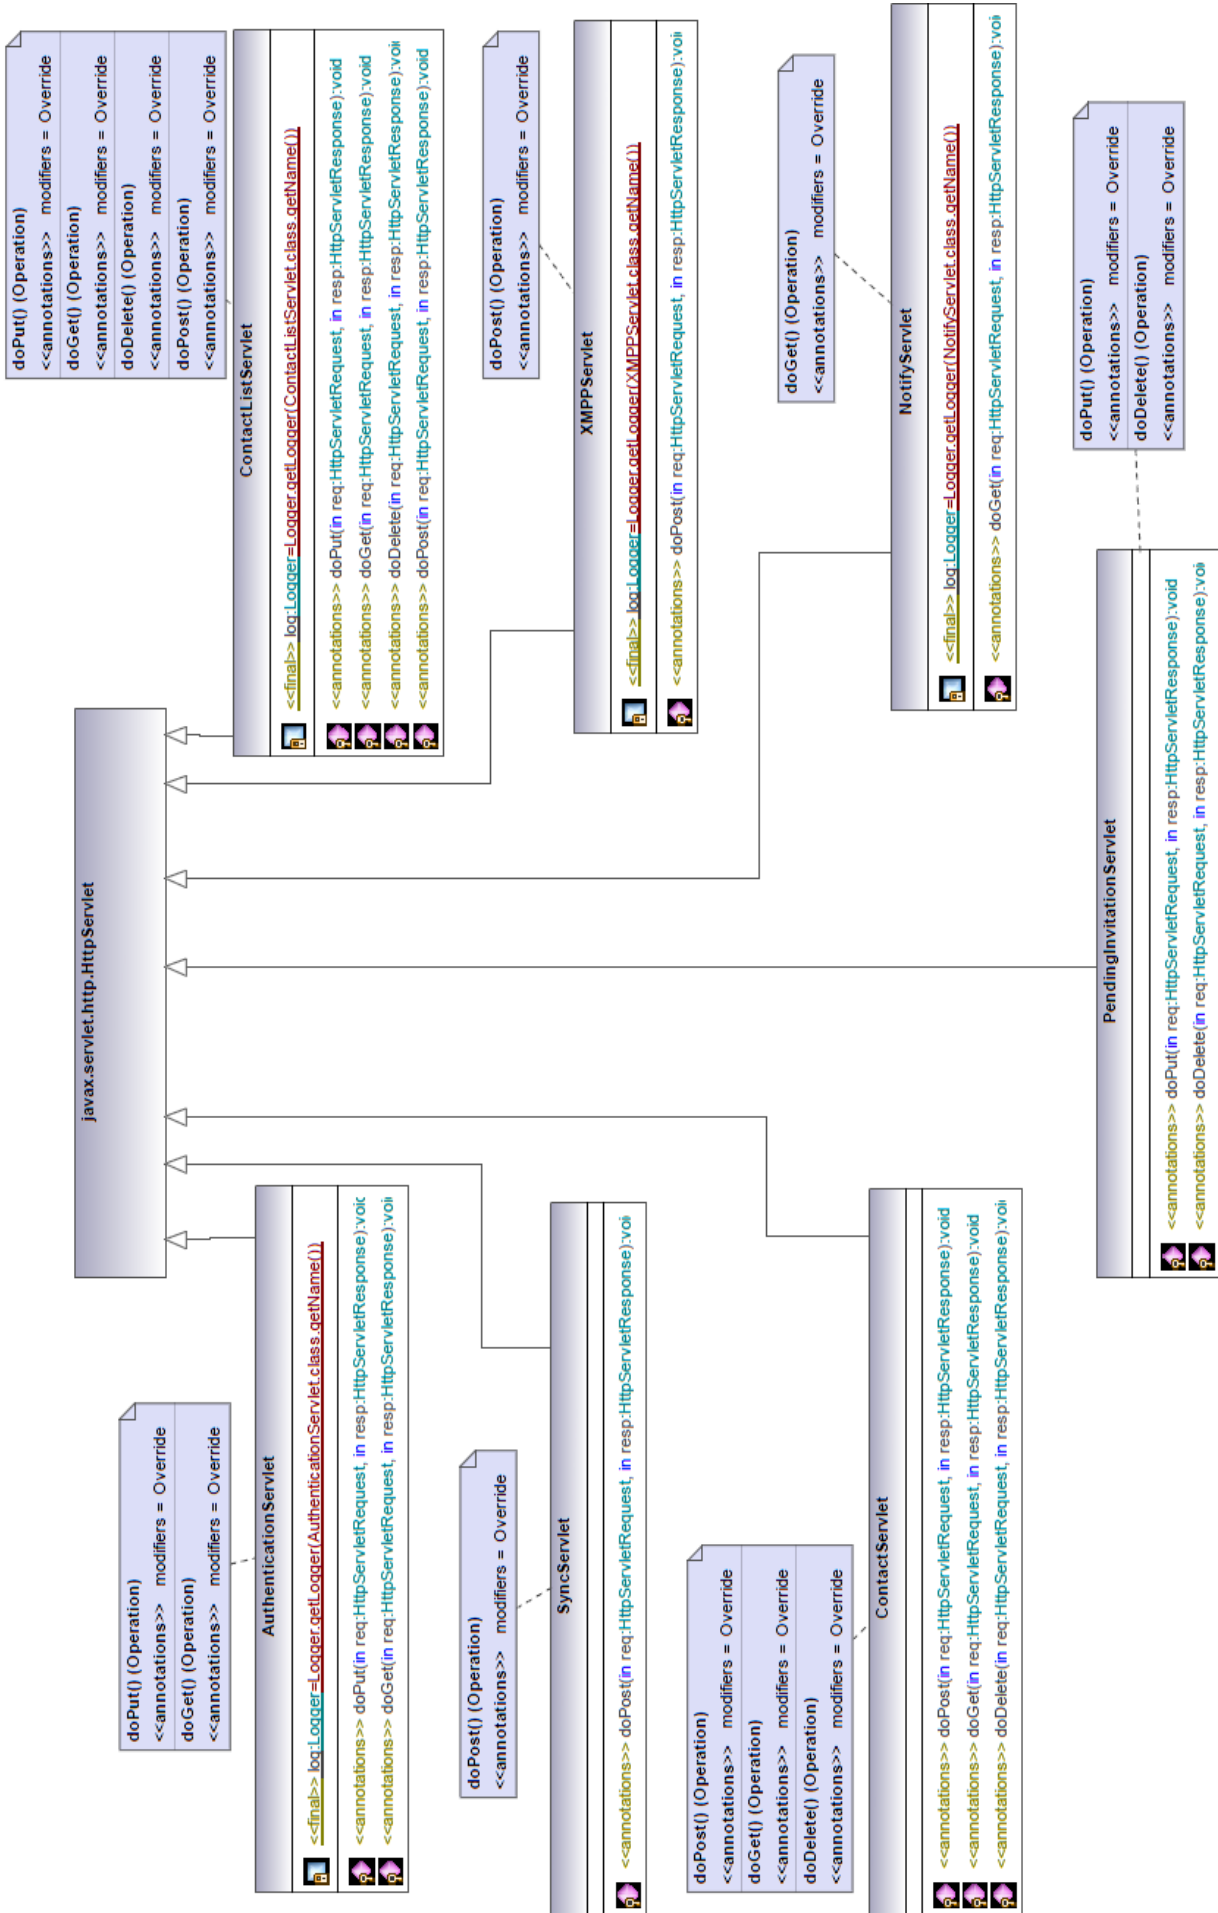 javax.servlet.http.HttpServlet
doPut() (Operation)
<<annotations>> modifiers = Override
doGet() (Operation)
<<annotations>> modifiers = Override
AuthenticationServlet
<<final>> log:Logger=Logger.getLogger(AuthenticationServlet.class.getName())
<<annotations>> doPut(in req:HttpServletRequest, in resp:HttpServletResponse):voic
<<annotations>> doGet(in req:HttpServletRequest, in resp:HttpServletResponse):voi
doPut() (Operation)
<<annotations>> modifiers = Override
doGet() (Operation)
<<annotations>> modifiers = Override
doDelete() (Operation)
<<annotations>> modifiers = Override
doPost() (Operation)
<<annotations>> modifiers = Override
ContactListServlet
<<final>> log:Logger=Logger.getLogger(ContactListServlet.class.getName())
<<annotations>> doPut(in req:HttpServletRequest, in resp:HttpServletResponse):void
<<annotations>> doGet(in req:HttpServletRequest, in resp:HttpServletResponse):void
<<annotations>> doDelete(in req:HttpServletRequest, in resp:HttpServletResponse):voi
<<annotations>> doPost(in req:HttpServletRequest, in resp:HttpServletResponse):void
doPost() (Operation)
<<annotations>> modifiers = Override
SyncServlet
<<annotations>> doPost(in req:HttpServletRequest, in resp:HttpServletResponse):voi
doPost() (Operation)
<<annotations>> modifiers = Override
XMPPServlet
<<final>> log:Logger=Logger.getLogger(XMPPServlet.class.getName())
<<annotations>> doPost(in req:HttpServletRequest, in resp:HttpServletResponse):voi
doPost() (Operation)
<<annotations>> modifiers = Override
doGet() (Operation)
<<annotations>> modifiers = Override
doDelete() (Operation)
<<annotations>> modifiers = Override
ContactServlet
<<annotations>> doPost(in req:HttpServletRequest, in resp:HttpServletResponse):void
<<annotations>> doGet(in req:HttpServletRequest, in resp:HttpServletResponse):void
<<annotations>> doDelete(in req:HttpServletRequest, in resp:HttpServletResponse):voi
doGet() (Operation)
<<annotations>> modifiers = Override
NotifyServlet
<<final>> log:Logger=Logger.getLogger(NotifyServlet.class.getName())
<<annotations>> doGet(in req:HttpServletRequest, in resp:HttpServletResponse):voi
doPut() (Operation)
<<annotations>> modifiers = Override
doDelete() (Operation)
<<annotations>> modifiers = Override
PendingInvitationServlet
<<annotations>> doPut(in req:HttpServletRequest, in resp:HttpServletResponse):void
<<annotations>> doDelete(in req:HttpServletRequest, in resp:HttpServletResponse):voi